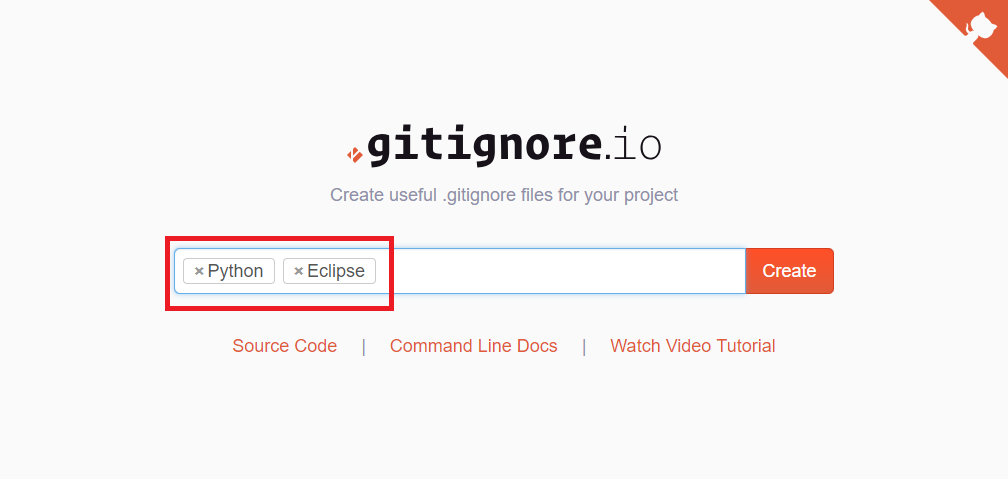 .gitignore.io
Create useful .gitignore files for your project
× Python × Eclipse Create
Source Code | Command Line Docs | Watch Video Tutorial